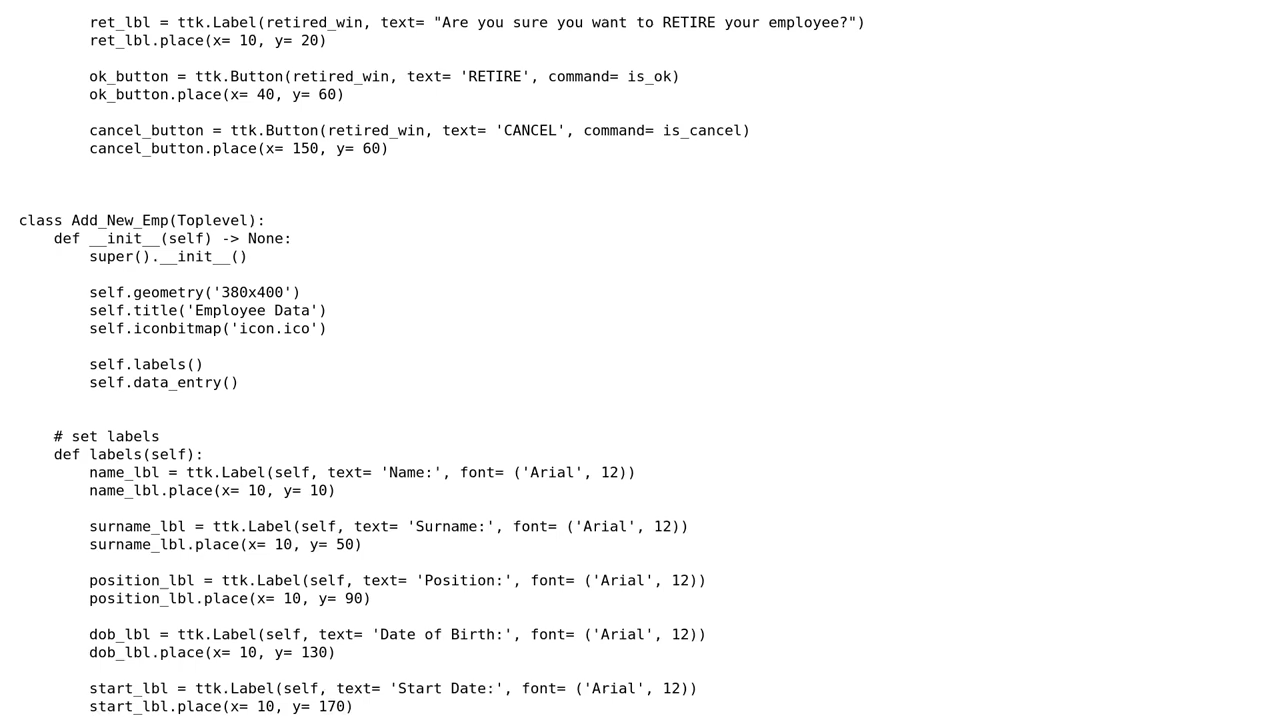 ret_lbl = ttk.Label(retired_win, text= "Are you sure you want to RETIRE your employee?")
ret_lbl.place(x= 10, y= 20)
ok_button = ttk.Button(retired_win, text= 'RETIRE', command= is_ok)
ok_button.place(x= 40, y= 60)
cancel_button = ttk.Button(retired_win, text= 'CANCEL', command= is_cancel)
cancel_button.place(x= 150, y= 60)
class Add_New_Emp(Toplevel):
def __init__(self) -> None:
super().__init__()
self.geometry('380x400')
self.title('Employee Data')
self.iconbitmap('icon.ico')
self.labels()
self.data_entry()
# set labels
def labels(self):
name_lbl = ttk.Label(self, text= 'Name:', font= ('Arial', 12))
name_lbl.place(x= 10, y= 10)
surname_lbl = ttk.Label(self, text= 'Surname:', font= ('Arial', 12))
surname_lbl.place(x= 10, y= 50)
position_lbl = ttk.Label(self, text= 'Position:', font= ('Arial', 12))
position_lbl.place(x= 10, y= 90)
dob_lbl = ttk.Label(self, text= 'Date of Birth:', font= ('Arial', 12))
dob_lbl.place(x= 10, y= 130)
start_lbl = ttk.Label(self, text= 'Start Date:', font= ('Arial', 12))
start_lbl.place(x= 10, y= 170)